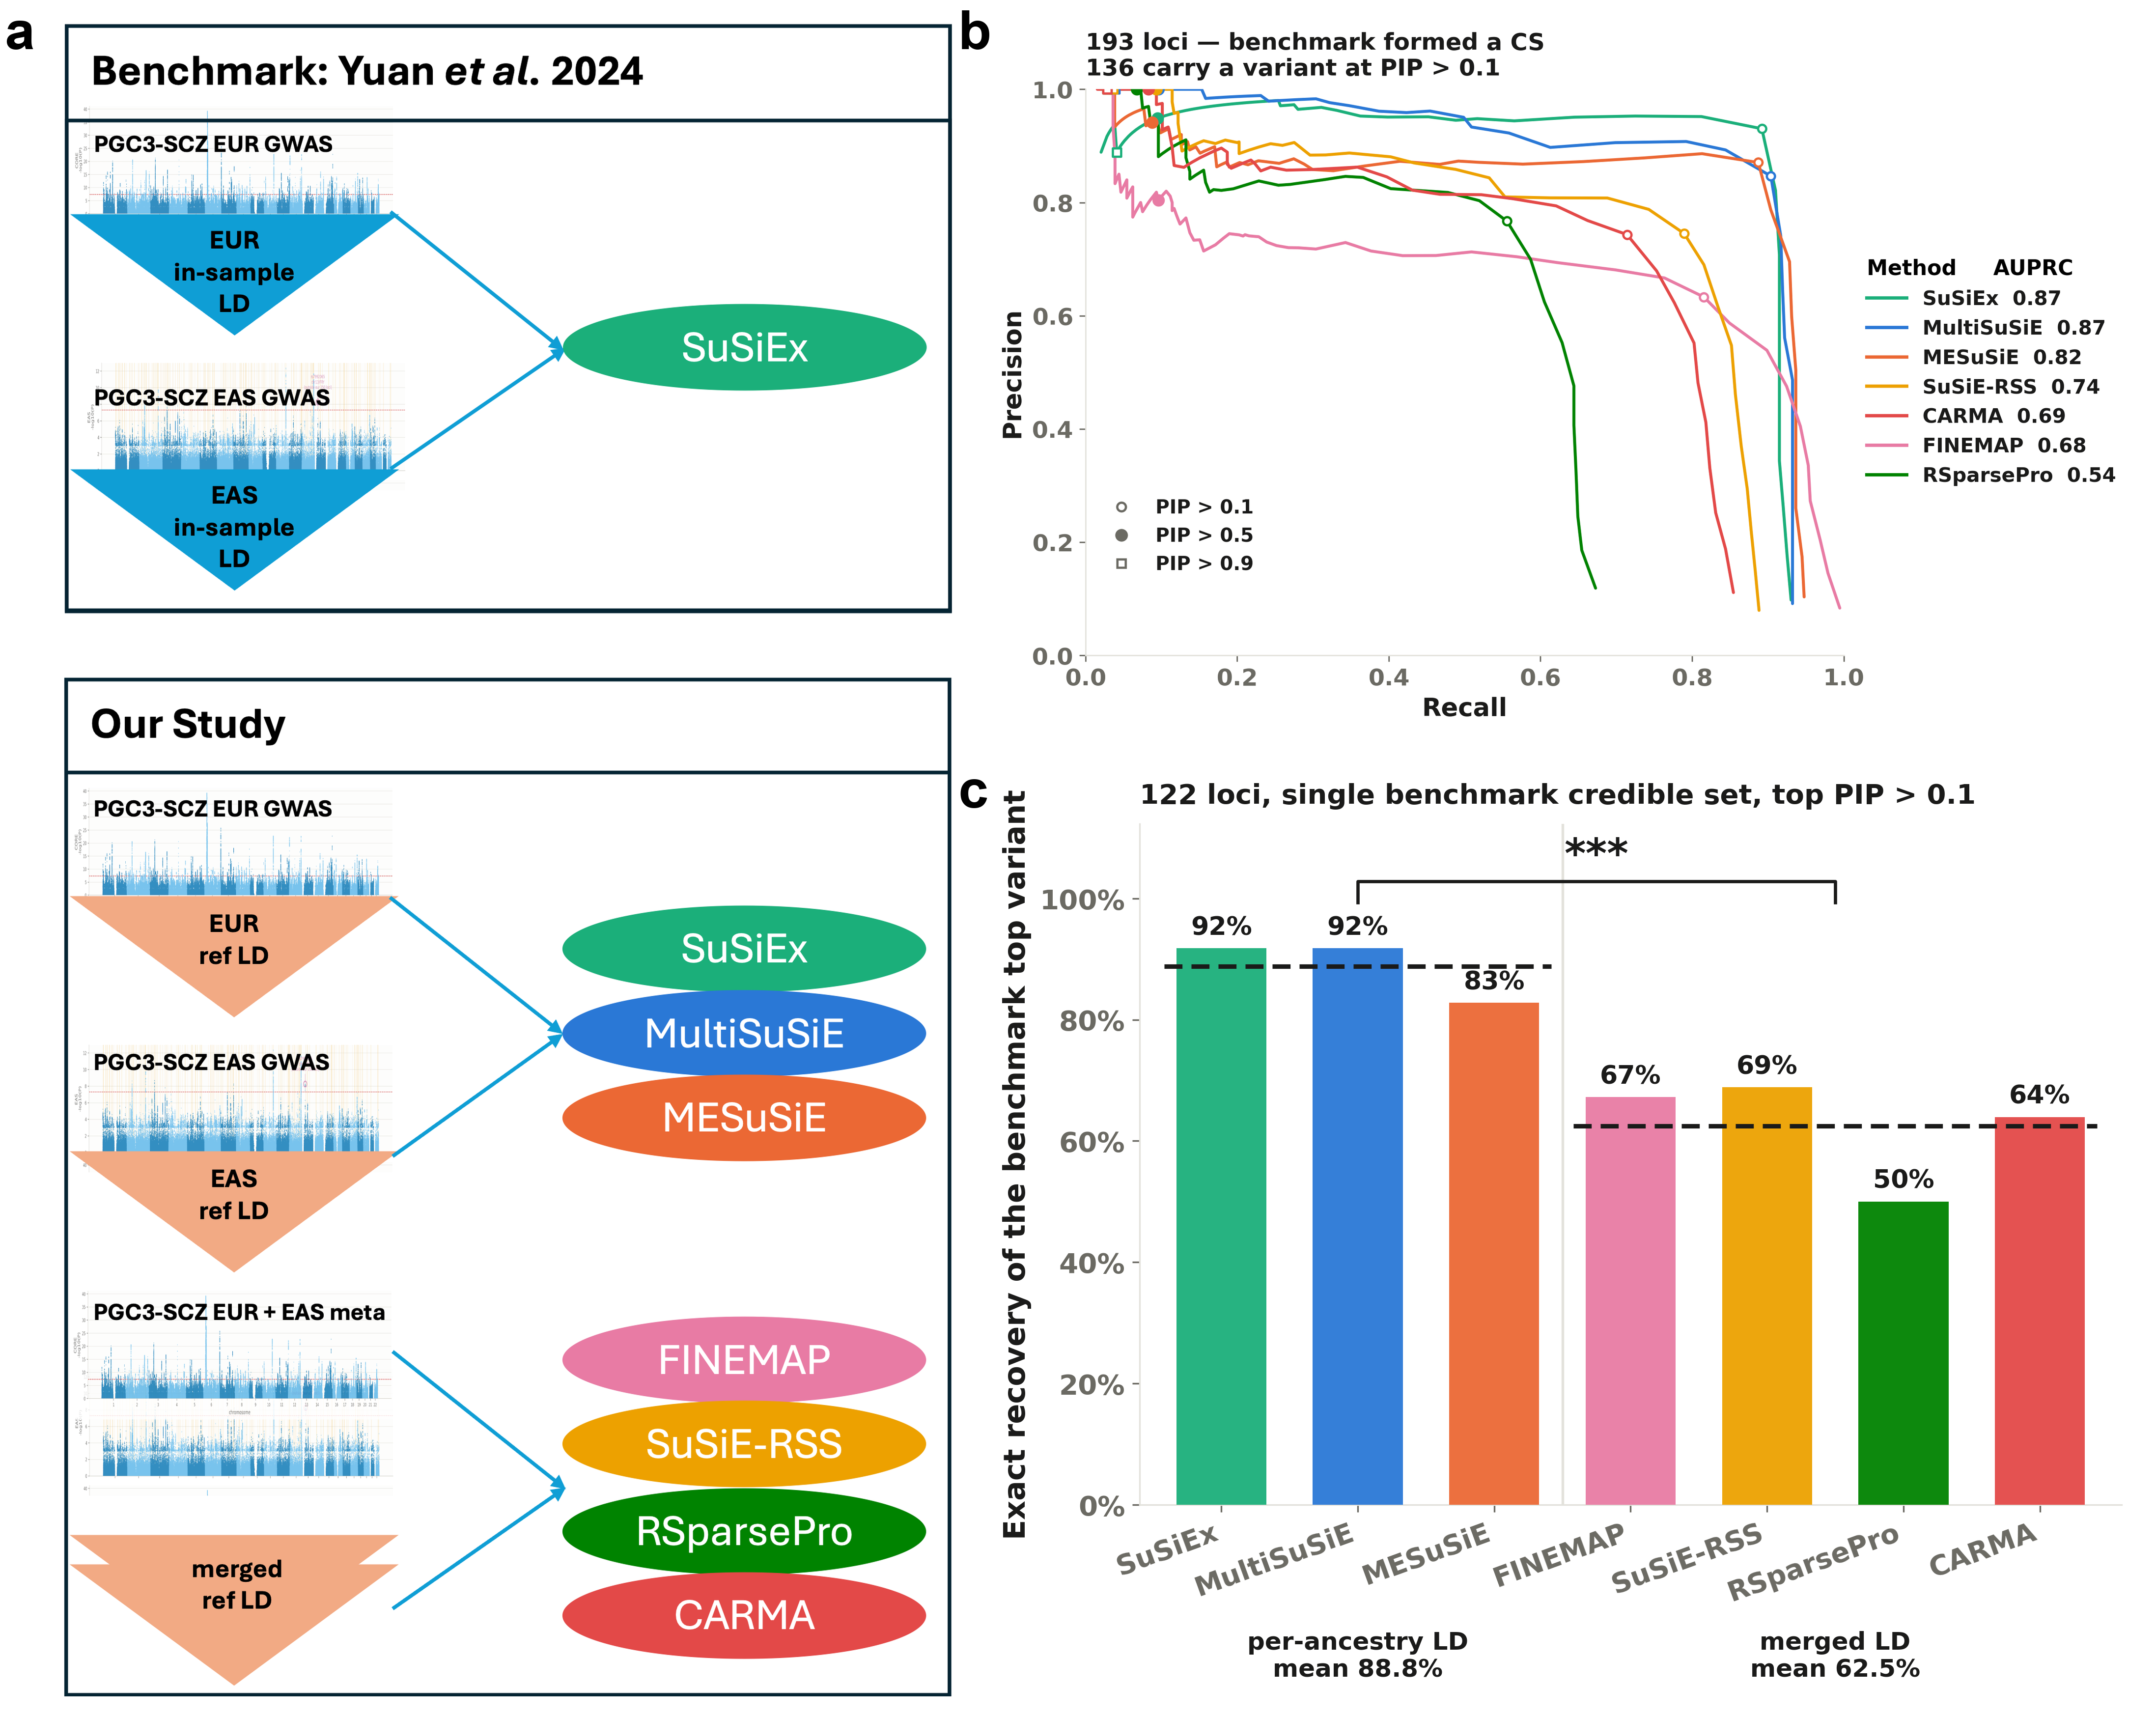 a
Benchmark: Yuan et al. 2024
PGC3-SCZ EUR GWAS
EUR
in-sample
LD
PGC3-SCZ EAS GWAS
EAS
in-sample
LD
SuSiEx
Our Study
PGC3-SCZ EUR GWAS
EUR
ref LD
PGC3-SCZ EAS GWAS
EAS
ref LD
PGC3-SCZ EUR + EAS meta
merged
ref LD
SuSiEx
MultiSuSiE
MESuSiE
FINEMAP
SuSiE-RSS
RSparsePro
CARMA
b
193 loci — benchmark formed a CS
136 carry a variant at PIP > 0.1
Precision
1.0
0.8
0.6
0.4
0.2
0.0
0.0 0.2 0.4 0.6 0.8 1.0
Recall
PIP > 0.1
PIP > 0.5
PIP > 0.9
Method AUPRC
SuSiEx 0.87
MultiSuSiE 0.87
MESuSiE 0.82
SuSiE-RSS 0.74
CARMA 0.69
FINEMAP 0.68
RSparsePro 0.54
c
122 loci, single benchmark credible set, top PIP > 0.1
Exact recovery of the benchmark top variant
***
100%
80%
60%
40%
20%
0%
92% 92% 83% 67% 69% 50% 64%
SuSiEx MultiSuSiE MESuSiE FINEMAP SuSiE-RSS RSparsePro CARMA
per-ancestry LD
mean 88.8%
merged LD
mean 62.5%